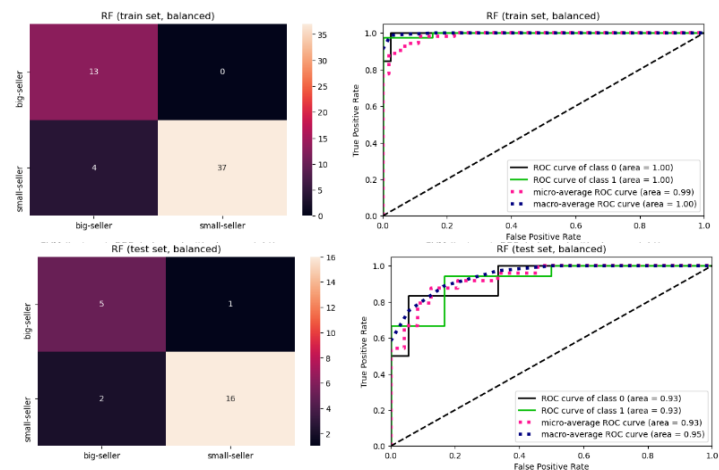 RF (train set, balanced)
big-seller
small-seller
13
0
4
37
big-seller
small-seller
35
30
25
20
15
10
5
0
RF (train set, balanced)
True Positive Rate
1.0
0.8
0.6
0.4
0.2
0.0
ROC curve of class 0 (area = 1.00)
ROC curve of class 1 (area = 1.00)
micro-average ROC curve (area = 0.99)
macro-average ROC curve (area = 1.00)
0.0
0.2
0.4
0.6
0.8
1.0
False Positive Rate
RF (test set, balanced)
big-seller
small-seller
5
1
2
16
big-seller
small-seller
16
14
12
10
8
6
4
2
RF (test set, balanced)
True Positive Rate
1.0
0.8
0.6
0.4
0.2
0.0
ROC curve of class 0 (area = 0.93)
ROC curve of class 1 (area = 0.93)
micro-average ROC curve (area = 0.93)
macro-average ROC curve (area = 0.95)
0.0
0.2
0.4
0.6
0.8
1.0
False Positive Rate